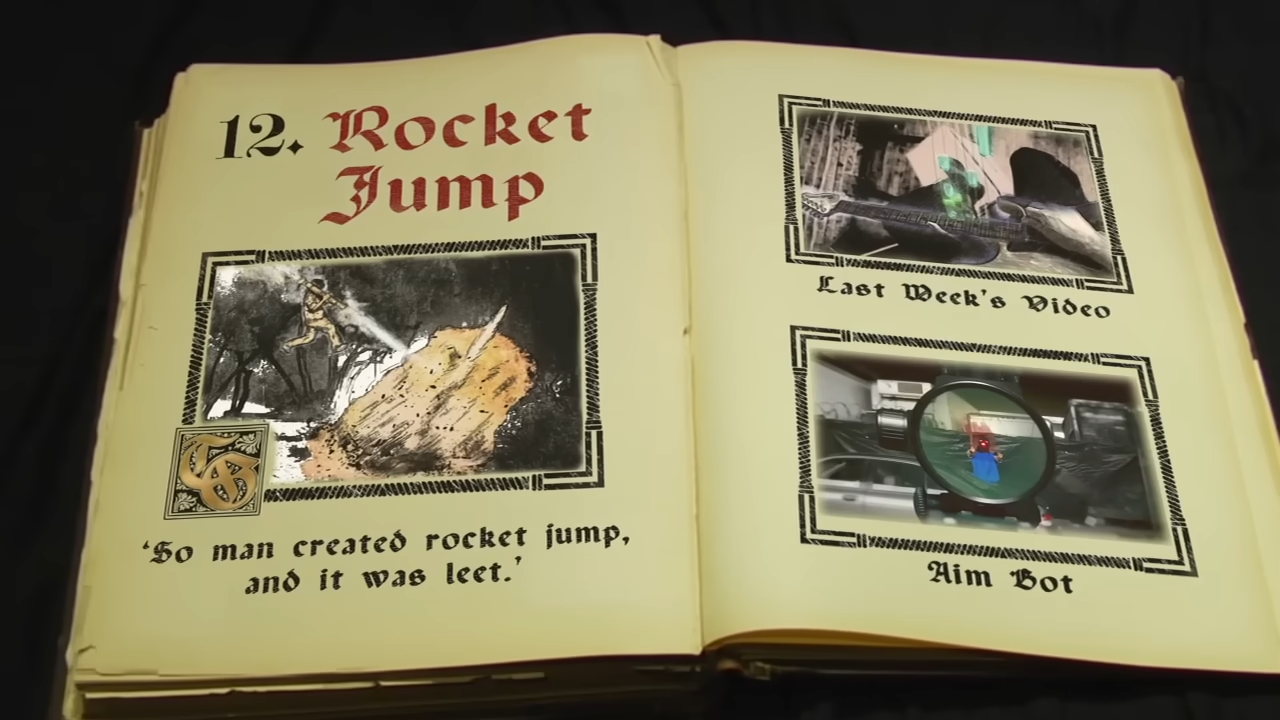 12. Rocket
Jump
'So man created rocket jump,
and it was leet.'
Last Week's Video
Aim Bot